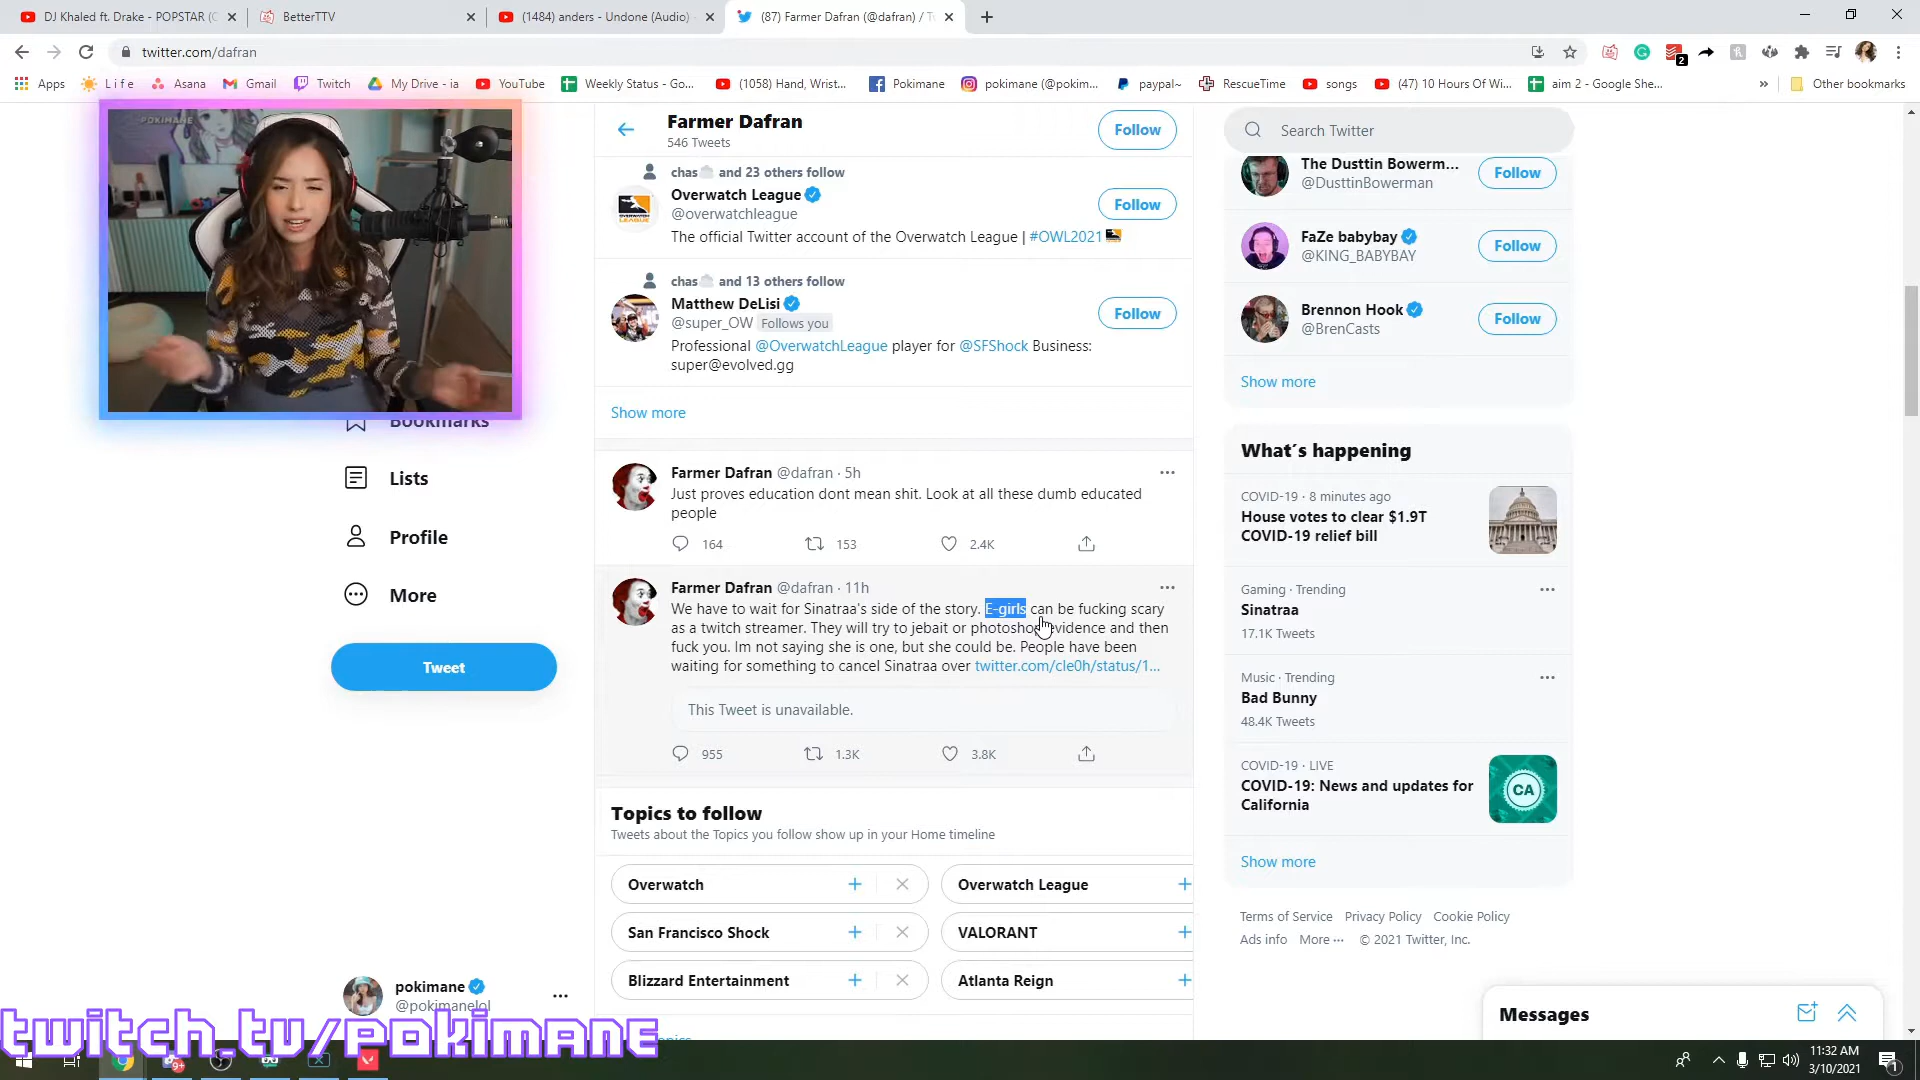 DJ Khaled ft. Drake - POPSTAR (C
BetterTTV
(1484) anders - Undone (Audio)
(87) Farmer Dafran (@dafran) / T
twitter.com/dafran
2
Apps
L i f e
Asana
Gmail
Twitch
My Drive - ia
YouTube
Weekly Status - Go...
(1058) Hand, Wrist...
Pokimane
pokimane (@pokim...
paypal~
RescueTime
songs
(47) 10 Hours Of Wi...
aim 2 - Google She...
»
Other bookmarks
POKIMANE
Bookmarks
Lists
Profile
More
Tweet
pokimane
@pokimanelol
Farmer Dafran
546 Tweets
Follow
chas and 23 others follow
Overwatch League
@overwatchleague
Follow
The official Twitter account of the Overwatch League | #OWL2021
chas and 13 others follow
Matthew DeLisi
@super_OW Follows you
Follow
Professional @OverwatchLeague player for @SFShock Business:
super@evolved.gg
Show more
Farmer Dafran @dafran · 5h
Just proves education dont mean shit. Look at all these dumb educated
people
164 153 2.4K
Farmer Dafran @dafran · 11h
We have to wait for Sinatraa's side of the story. E-girls can be fucking scary
as a twitch streamer. They will try to jebait or photoshop evidence and then
fuck you. Im not saying she is one, but she could be. People have been
waiting for something to cancel Sinatraa over twitter.com/cle0h/status/1...
This Tweet is unavailable.
955 1.3K 3.8K
Topics to follow
Tweets about the Topics you follow show up in your Home timeline
Overwatch
Overwatch League
San Francisco Shock
VALORANT
Blizzard Entertainment
Atlanta Reign
Search Twitter
The Dusttin Bowerm...
@DusttinBowerman
Follow
FaZe babybay
@KING_BABYBAY
Follow
Brennon Hook
@BrenCasts
Follow
Show more
What's happening
COVID-19 · 8 minutes ago
House votes to clear $1.9T
COVID-19 relief bill
Gaming · Trending
Sinatraa
17.1K Tweets
Music · Trending
Bad Bunny
48.4K Tweets
COVID-19 · LIVE
COVID-19: News and updates for
California
CA
Show more
Terms of Service Privacy Policy Cookie Policy
Ads info More ··· © 2021 Twitter, Inc.
Messages
twitch.tv/pokimane
9+
11:32 AM
3/10/2021
1